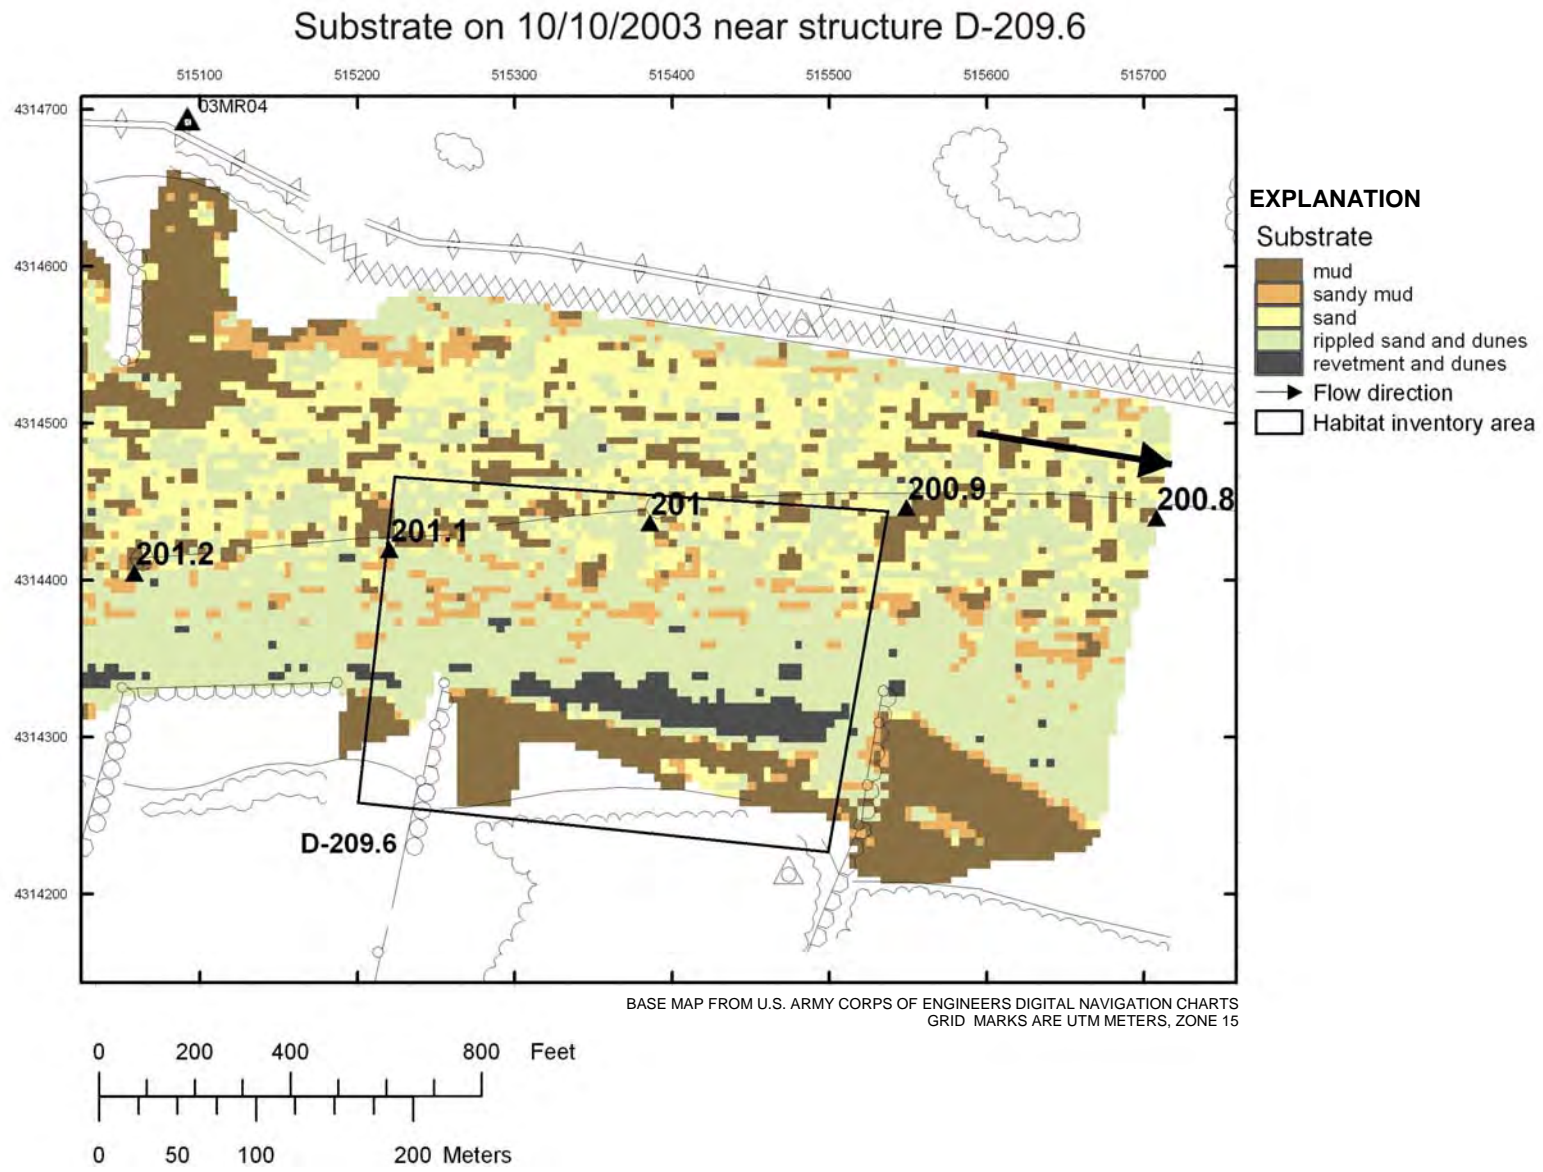 Substrate on 10/10/2003 near structure D-209.6
515100 515200 515300 515400 515500 515600 515700
4314700
4314600
4314500
4314400
4314300
4314200
03MR04
201.2
201.1
201
200.9
200.8
D-209.6
EXPLANATION
Substrate
mud
sandy mud
sand
rippled sand and dunes
revetment and dunes
Flow direction
Habitat inventory area
BASE MAP FROM U.S. ARMY CORPS OF ENGINEERS DIGITAL NAVIGATION CHARTS
GRID MARKS ARE UTM METERS, ZONE 15
0 200 400 800 Feet
0 50 100 200 Meters